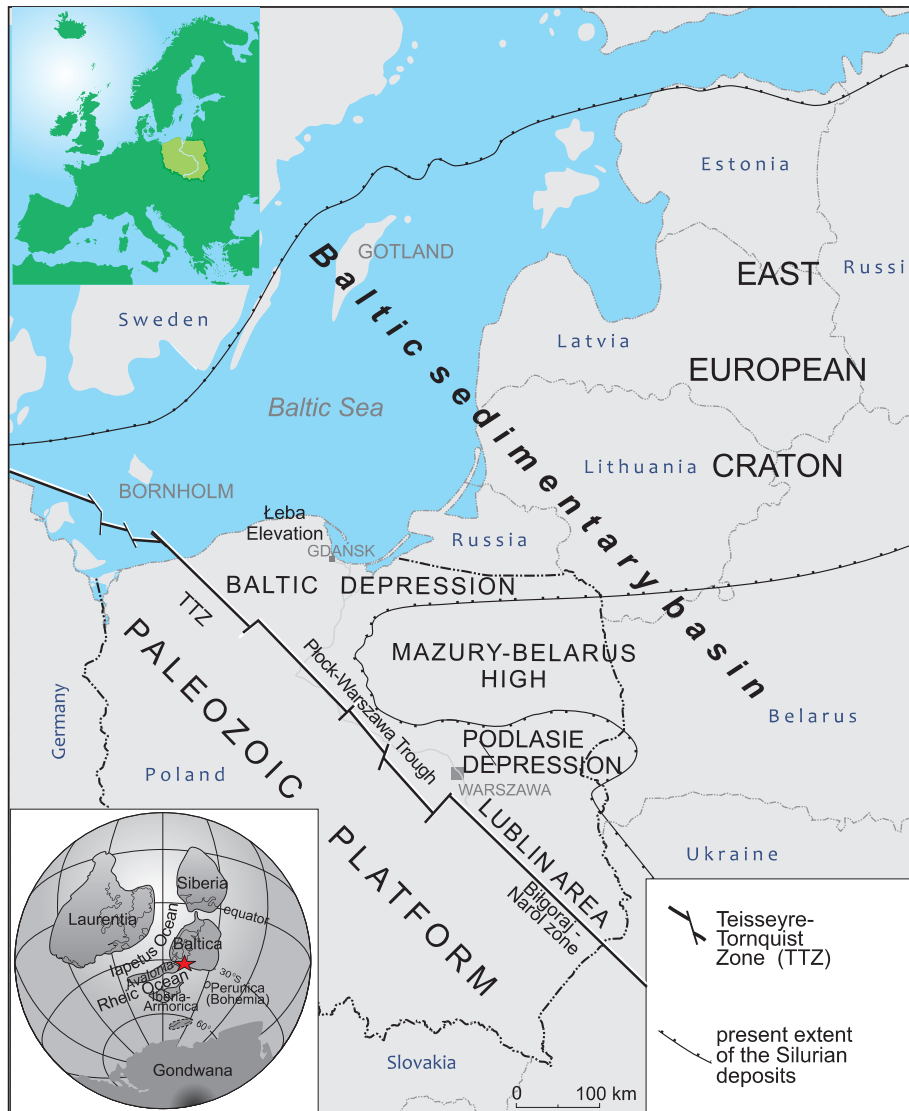 Estonia
GOTLAND
EAST
Russi
Sweden
Latvia
EUROPEAN
Baltic sedimentary basin
Baltic Sea
Lithuania
CRATON
BORNHOLM
Łeba
Elevation
GDAŃSK
Russia
BALTIC DEPRESSION
TTZ
PALEOZOIC
PLATFORM
Płock-Warszawa Trough
MAZURY-BELARUS
HIGH
Germany
Poland
Belarus
PODLASIE
DEPRESSION
WARSZAWA
LUBLIN AREA
Biłgoraj -
Narol zone
Ukraine
Slovakia
0 100 km
Siberia
Laurentia
equator
Iapetus Ocean
Baltica
Avalonia
Rheic Ocean
30°S
Perunica
(Bohemia)
Iberia-
Armorica
60°
Gondwana
Teisseyre-
Tornquist
Zone (TTZ)
present extent
of the Silurian
deposits